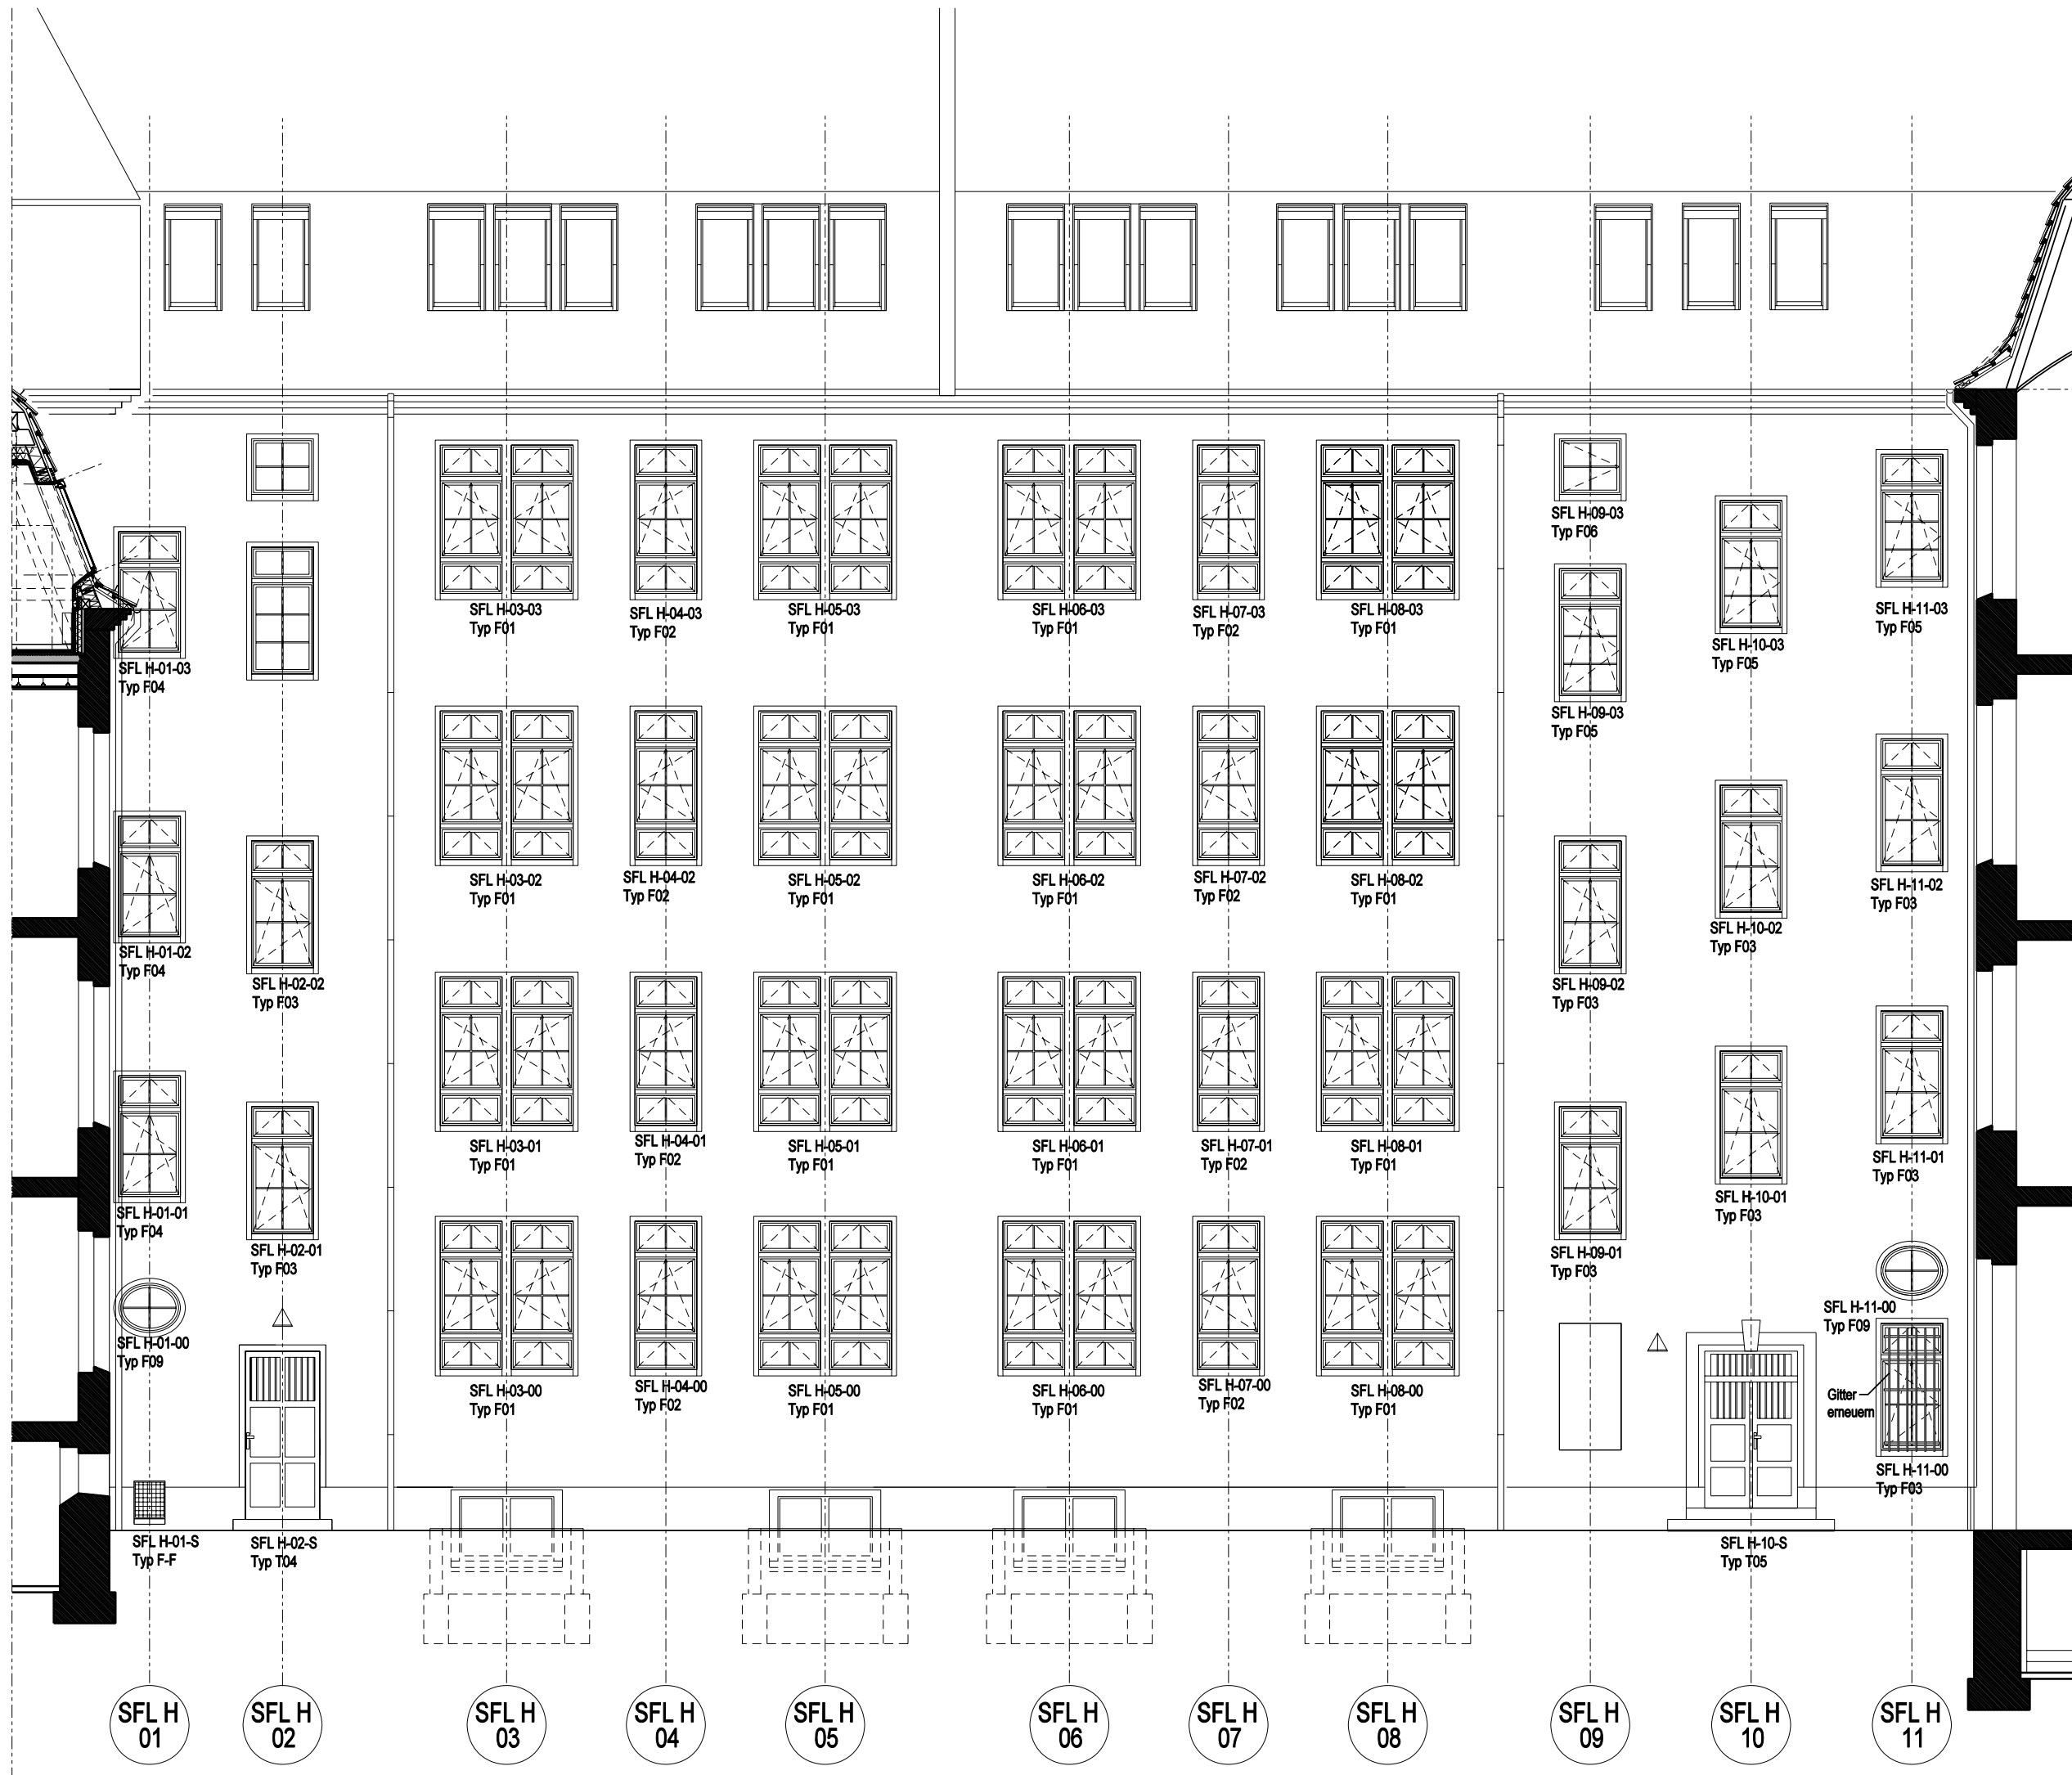 SFL H-03-03
Typ F01
SFL H-04-03
Typ F02
SFL H-05-03
Typ F01
SFL H-06-03
Typ F01
SFL H-07-03
Typ F02
SFL H-08-03
Typ F01
SFL H-09-03
Typ F06
SFL H-11-03
Typ F05
SFL H-01-03
Typ F04
SFL H-10-03
Typ F05
SFL H-09-03
Typ F05
SFL H-03-02
Typ F01
SFL H-04-02
Typ F02
SFL H-05-02
Typ F01
SFL H-06-02
Typ F01
SFL H-07-02
Typ F02
SFL H-08-02
Typ F01
SFL H-11-02
Typ F03
SFL H-01-02
Typ F04
SFL H-02-02
Typ F03
SFL H-09-02
Typ F03
SFL H-10-02
Typ F03
SFL H-03-01
Typ F01
SFL H-04-01
Typ F02
SFL H-05-01
Typ F01
SFL H-06-01
Typ F01
SFL H-07-01
Typ F02
SFL H-08-01
Typ F01
SFL H-11-01
Typ F03
SFL H-01-01
Typ F04
SFL H-02-01
Typ F03
SFL H-09-01
Typ F03
SFL H-10-01
Typ F03
SFL H-01-00
Typ F09
SFL H-11-00
Typ F09
SFL H-03-00
Typ F01
SFL H-04-00
Typ F02
SFL H-05-00
Typ F01
SFL H-06-00
Typ F01
SFL H-07-00
Typ F02
SFL H-08-00
Typ F01
Gitter
erneuern
SFL H-11-00
Typ F03
SFL H-01-S
Typ F-F
SFL H-02-S
Typ T04
SFL H-10-S
Typ T05
SFL H
01
SFL H
02
SFL H
03
SFL H
04
SFL H
05
SFL H
06
SFL H
07
SFL H
08
SFL H
09
SFL H
10
SFL H
11